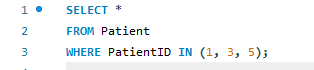 1 SELECT *
2 FROM Patient
3 WHERE PatientID IN (1, 3, 5);